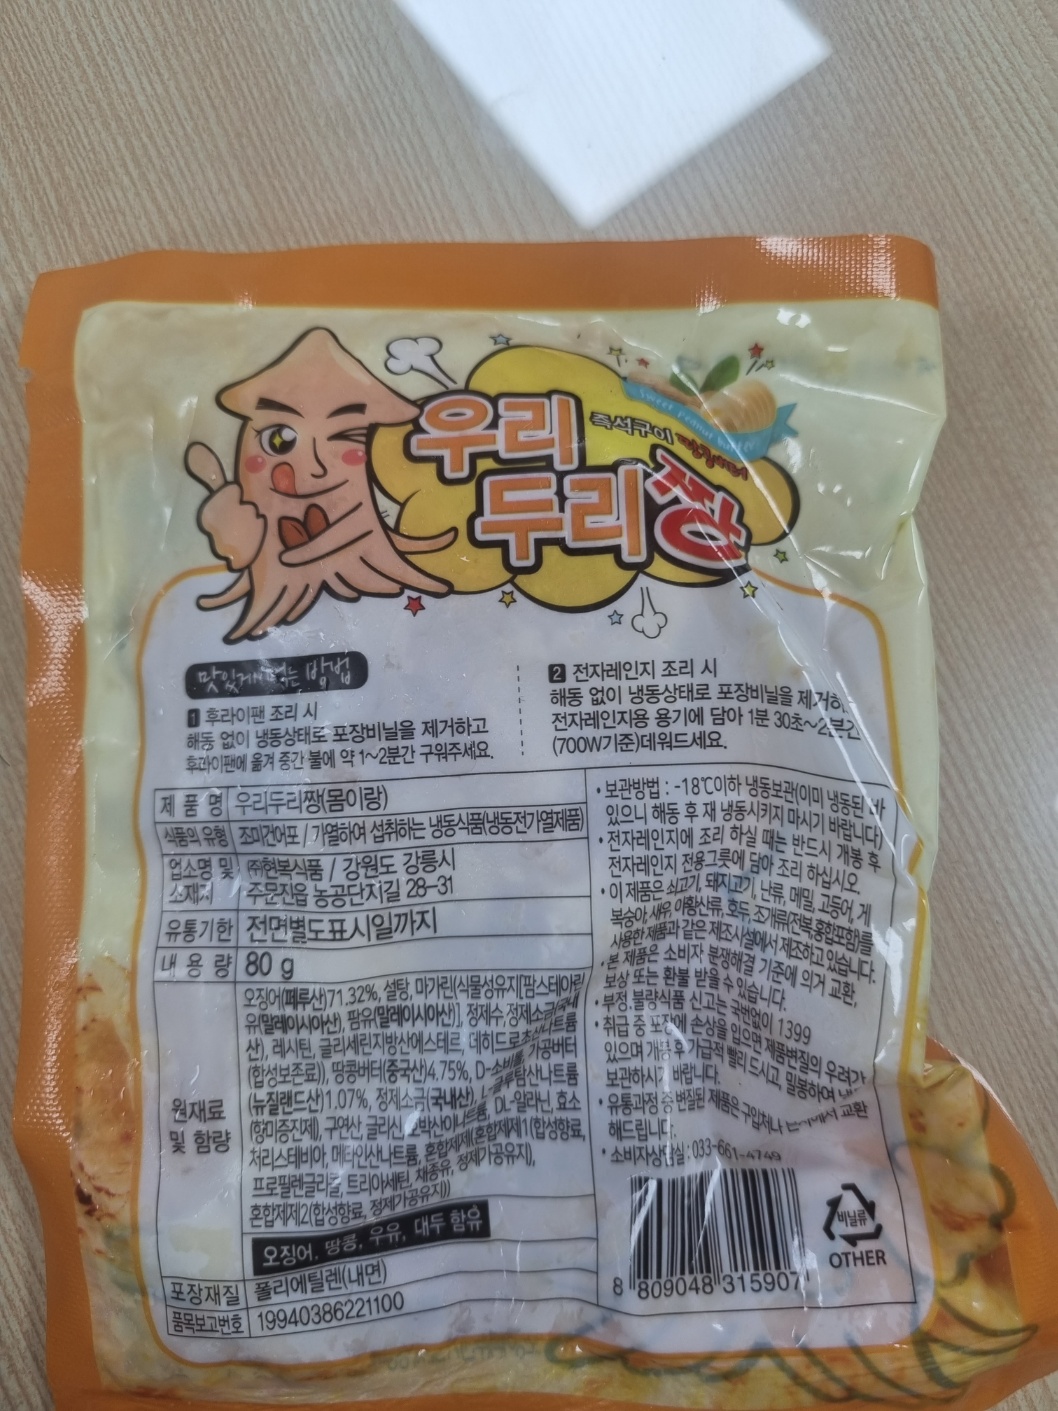 Sweet Peanut Butter
즉석구이
우리
두리짱
맛있게 먹는 방법
1 후라이팬 조리 시
해동 없이 냉동상태로 포장비닐을 제거하고
후라이팬에 옮겨 중간 불에 약 1~2분간 구워주세요.
2 전자레인지 조리 시
해동 없이 냉동상태로 포장비닐을 제거하
전자레인지용 용기에 담아 1분 30초~2분간
(700W기준)데워드세요.
제 품 명 우리두리짱(몸이랑)
식품의 유형 조미건어포 / 가열하여 섭취하는 냉동식품(냉동전가열제품)
업소명 및 소재지 ㈜현복식품 / 강원도 강릉시
주문진읍 농공단지길 28-31
유통기한 전면별도표시일까지
내 용 량 80 g
원재료 및 함량
오징어(페루산)71.32%, 설탕, 마가린(식물성유지[팜스테아린
유(말레이시아산), 팜유(말레이시아산)], 정제수, 정제소금(국내
산), 레시틴, 글리세린지방산에스테르, 데히드로초산나트륨
(합성보존료)), 땅콩버터(중국산)4.75%, D-소비톨, 가공버터
(뉴질랜드산)1.07%, 정제소금(국내산), 글루탐산나트륨
(향미증진제), 구연산, 글리신, 호박산이나트륨, DL-알라닌, 효소
처리스테비아, 메타인산나트륨, 혼합제제(혼합제제1(합성향료,
프로필렌글리콜, 트리아세틴, 채종유, 정제가공유지),
혼합제제2(합성향료, 정제가공유지))
오징어, 땅콩, 우유, 대두 함유
포장재질 폴리에틸렌(내면)
품목보고번호 19940386221100
• 보관방법 : -18℃이하 냉동보관(이미 냉동된 바
있으니 해동 후 재 냉동시키지 마시기 바랍니다)
• 전자레인지에 조리 하실 때는 반드시 개봉 후
전자레인지 전용그릇에 담아 조리 하십시오.
• 이 제품은 쇠고기, 돼지고기, 난류, 메밀, 고등어, 게
복숭아, 새우, 아황산류, 호두, 조개류(전복,홍합포함)를
사용한 제품과 같은 제조시설에서 제조하고 있습니다.
• 본 제품은 소비자 분쟁해결 기준에 의거 교환,
보상 또는 환불 받을 수 있습니다.
• 부정·불량식품 신고는 국번없이 1399
• 취급 중 포장에 손상을 입으면 제품변질의 우려가
있으며 개봉 후 가급적 빨리 드시고, 밀봉하여
보관하시기 바랍니다.
• 유통과정 중 변질된 제품은 구입처나 에서 교환
해드립니다.
• 소비자상담실 : 033-661-4749
8 809048 315907
비닐류
OTHER